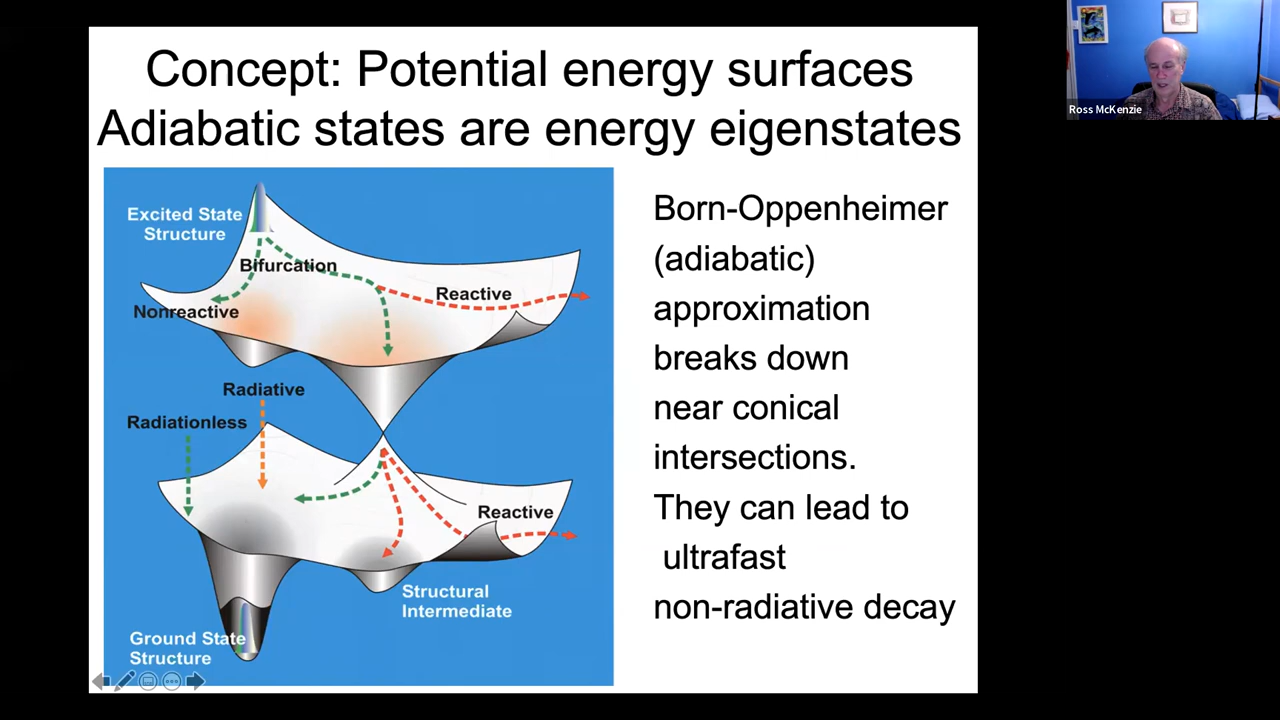 Concept: Potential energy surfaces
Adiabatic states are energy eigenstates
Excited State
Structure
Bifurcation
Reactive
Nonreactive
Radiative
Radiationless
Reactive
Structural
Intermediate
Ground State
Structure
Born-Oppenheimer
(adiabatic)
approximation
breaks down
near conical
intersections.
They can lead to
ultrafast
non-radiative decay
Ross McKenzie